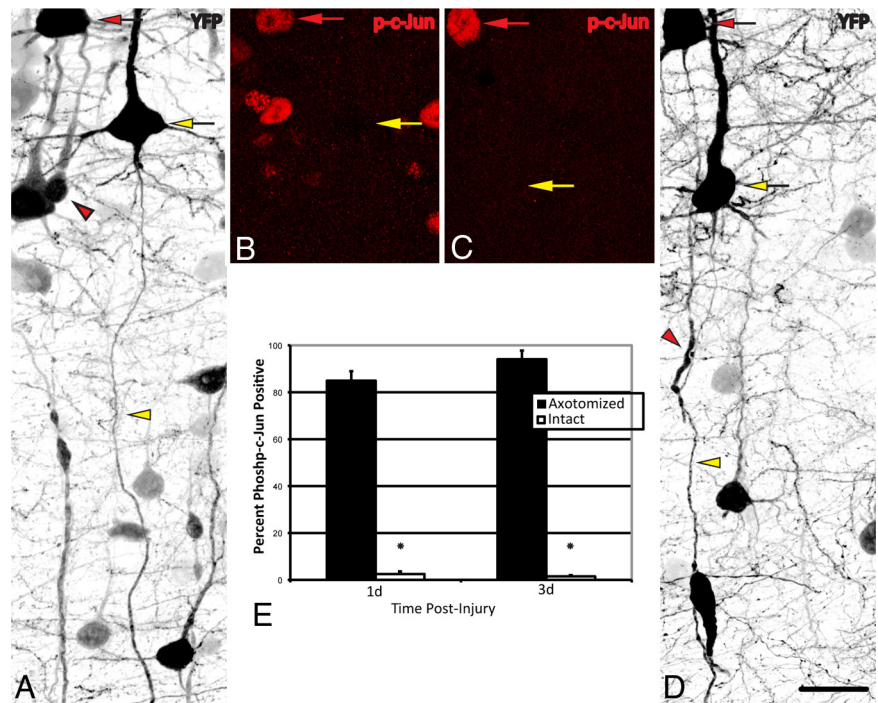 YFP
p-c-Jun
p-c-Jun
YFP
A
B
C
D
E
Percent Phoshp-c-Jun Positive
100
80
60
40
20
0
Axotomized
Intact
*
*
1d
3d
Time Post-Injury